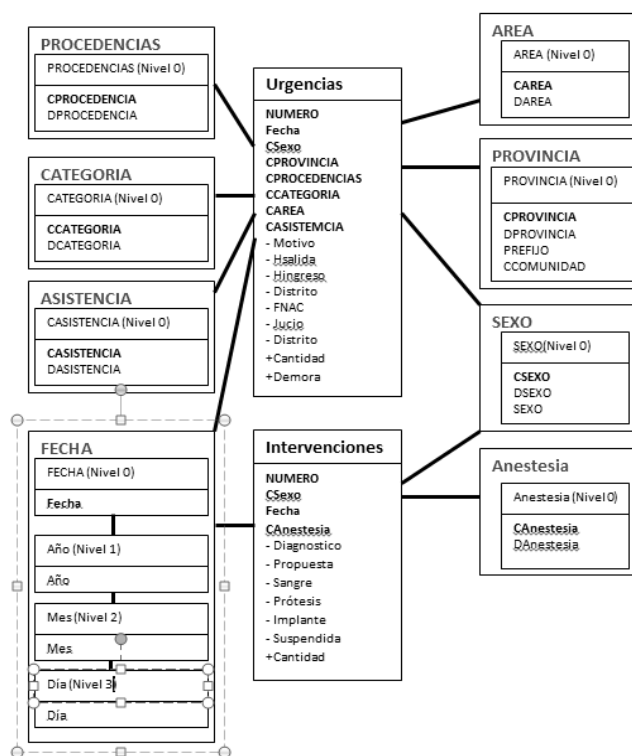 PROCEDENCIAS
PROCEDENCIAS (Nivel 0)
CPROCEDENCIA
DPROCEDENCIA
CATEGORIA
CATEGORIA (Nivel 0)
CCATEGORIA
DCATEGORIA
ASISTENCIA
CASISTENCIA (Nivel 0)
CASISTENCIA
DASISTENCIA
FECHA
FECHA (Nivel 0)
Fecha
Año (Nivel 1)
Año
Mes (Nivel 2)
Mes
Día (Nivel 3)
Día
Urgencias
NUMERO
Fecha
CSexo
CPROVINCIA
CPROCEDENCIAS
CCATEGORIA
CAREA
CASISTEMCIA
- Motivo
- Hsalida
- Hingreso
- Distrito
- FNAC
- Jucio
- Distrito
+Cantidad
+Demora
Intervenciones
NUMERO
CSexo
Fecha
CAnestesia
- Diagnostico
- Propuesta
- Sangre
- Prótesis
- Implante
- Suspendida
+Cantidad
AREA
AREA (Nivel 0)
CAREA
DAREA
PROVINCIA
PROVINCIA (Nivel 0)
CPROVINCIA
DPROVINCIA
PREFIJO
CCOMUNIDAD
SEXO
SEXO(Nivel 0)
CSEXO
DSEXO
SEXO
Anestesia
Anestesia (Nivel 0)
CAnestesia
DAnestesia